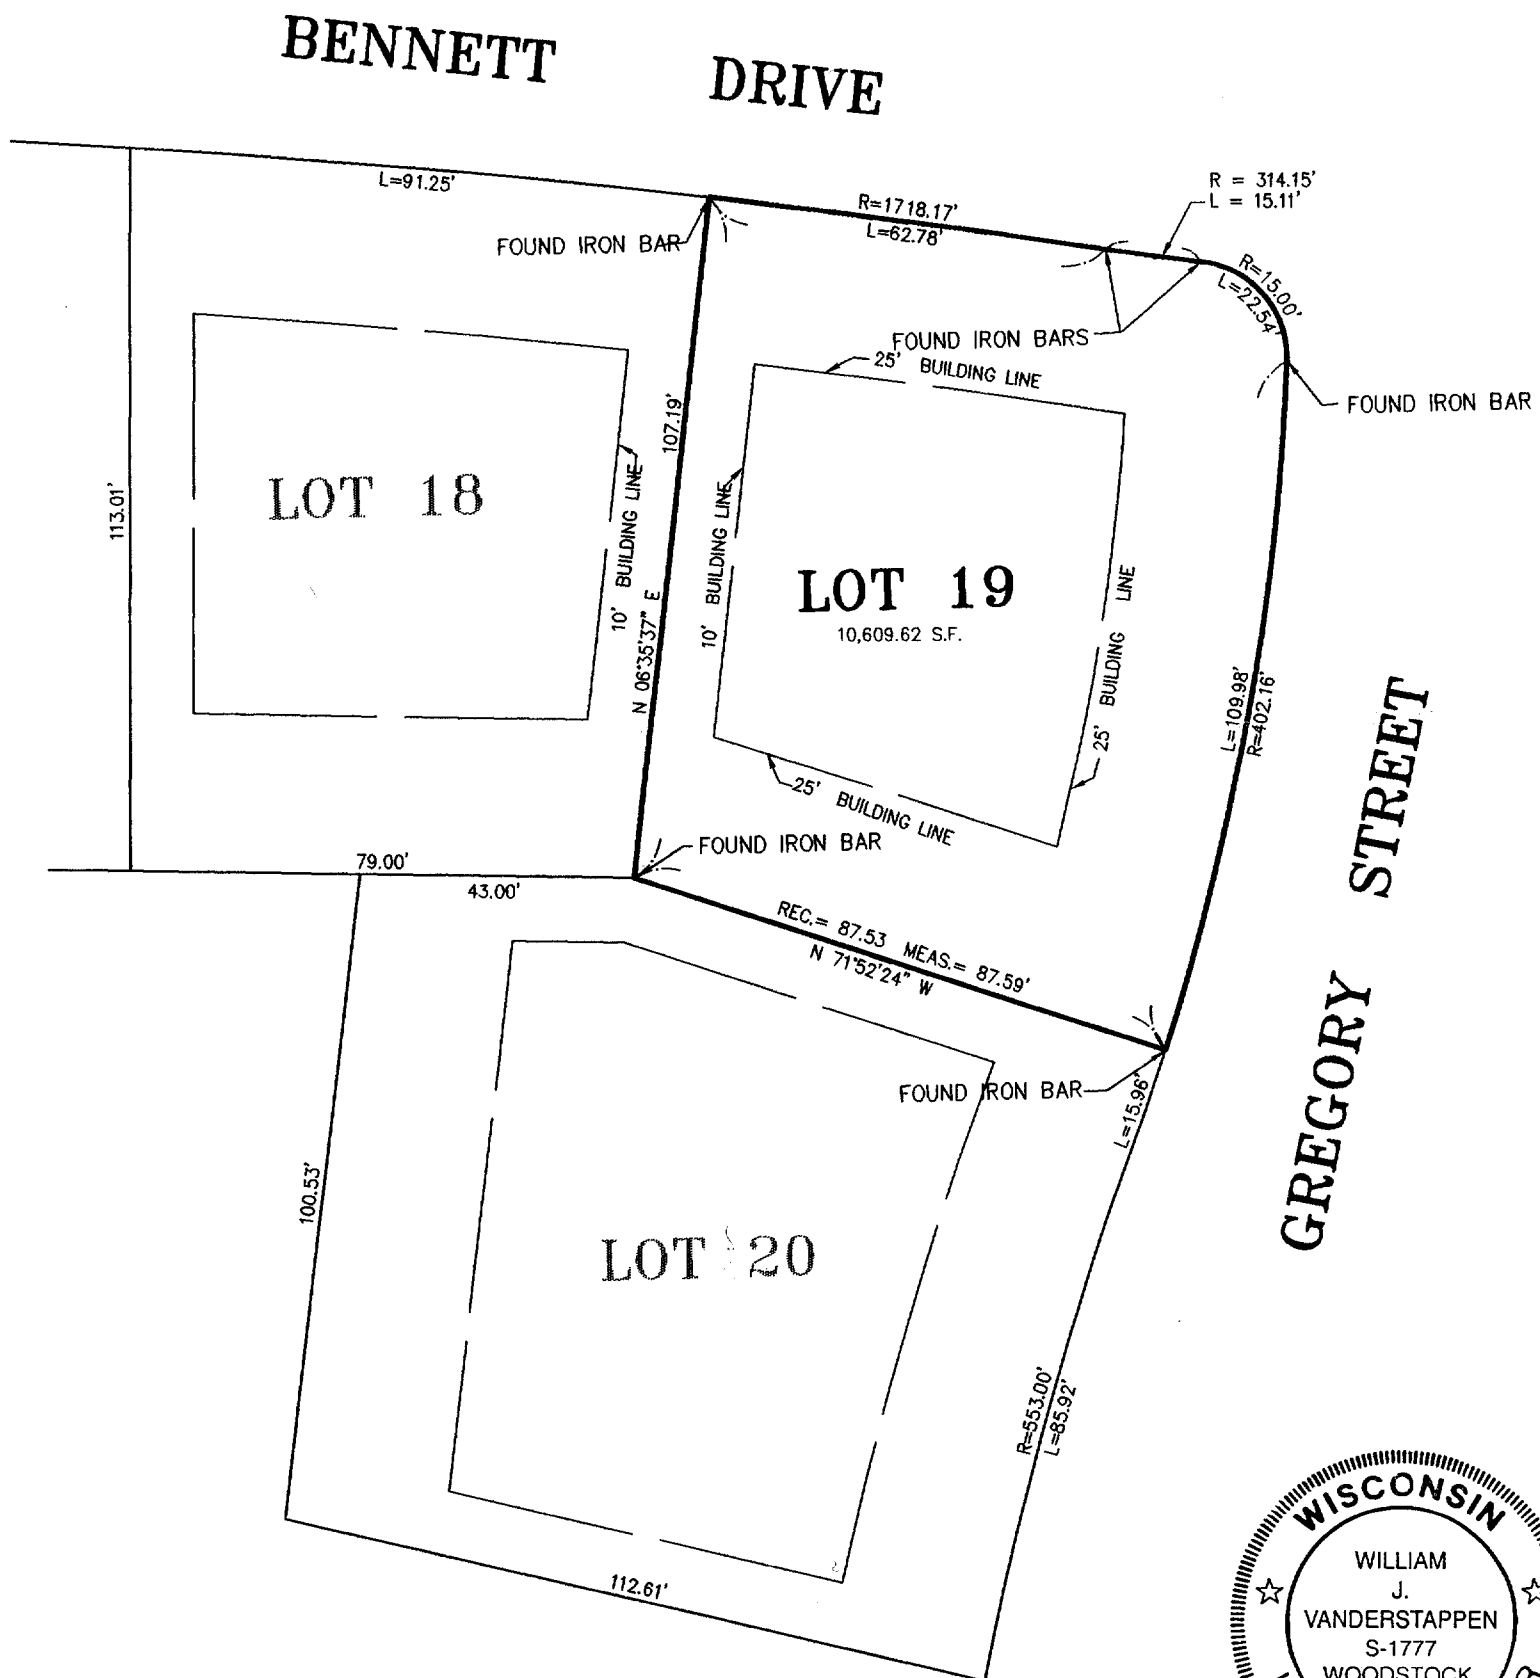 BENNETT DRIVE
L=91.25'
R=1718.17'
L=62.78'
R = 314.15'
L = 15.11'
FOUND IRON BAR
R=15.00'
L=22.54'
FOUND IRON BARS
25' BUILDING LINE
FOUND IRON BAR
107.19'
113.01'
LOT 18
10' BUILDING LINE
N 06°35'37" E
10' BUILDING LINE
LOT 19
10,609.62 S.F.
25' BUILDING LINE
L=109.98'
R=402.16'
GREGORY STREET
25' BUILDING LINE
FOUND IRON BAR
79.00'
43.00'
REC.= 87.53 MEAS.= 87.59'
N 71°52'24" W
FOUND IRON BAR
L=15.96'
100.53'
LOT 20
R=553.00'
L=85.92'
112.61'
WISCONSIN
WILLIAM
J.
VANDERSTAPPEN
S-1777
WOODSTOCK